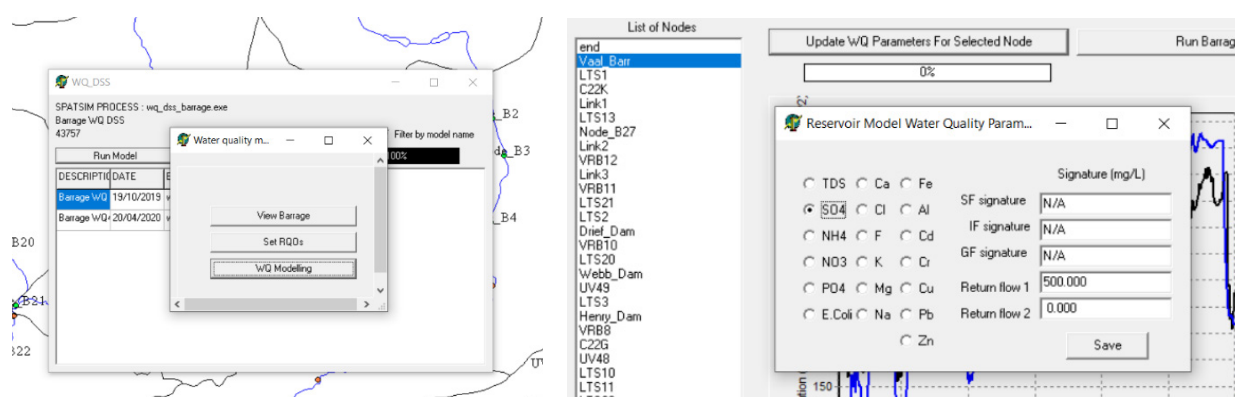 WQ_DSS
SPATSIM PROCESS : wq_dss_barrage.exe
Barrage WQ DSS
43757
Filter by model name
Run Model
100%
DESCRIPTI DATE
Barrage WQ 19/10/2019
Barrage WQ 20/04/2020
Water quality m...
View Barrage
Set RQOs
WQ Modelling
_B2
_B3
_B4
B20
B21
B22
List of Nodes
end
Vaal_Barr
LTS1
C22K
Link1
LTS13
Node_B27
Link2
VRB12
Link3
VRB11
LTS21
LTS2
Drief_Dam
VRB10
LTS20
Webb_Dam
UV49
LTS3
Henry_Dam
VRB8
C22G
UV48
LTS10
LTS11
Update WQ Parameters For Selected Node
Run Barrag
0%
Reservoir Model Water Quality Param...
Signature (mg/L)
TDS Ca Fe
SO4 Cl Al
NH4 F Cd
NO3 K Cr
PO4 Mg Cu
E.Coli Na Pb
Zn
SF signature N/A
IF signature N/A
GF signature N/A
Return flow 1 500.000
Return flow 2 0.000
Save
150